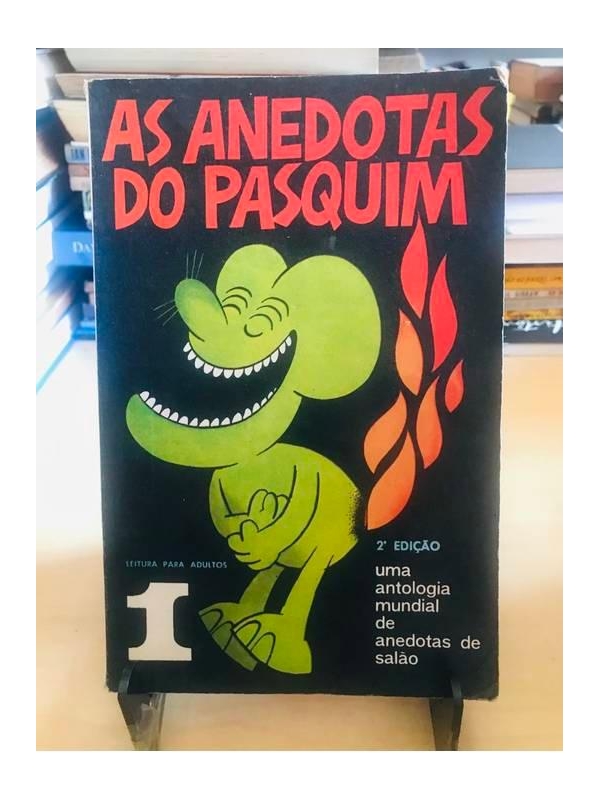 AS ANEDOTAS
DO PASQUIM
2ª EDIÇÃO
LEITURA PARA ADULTOS
1
uma
antologia
mundial
de
anedotas de
salão